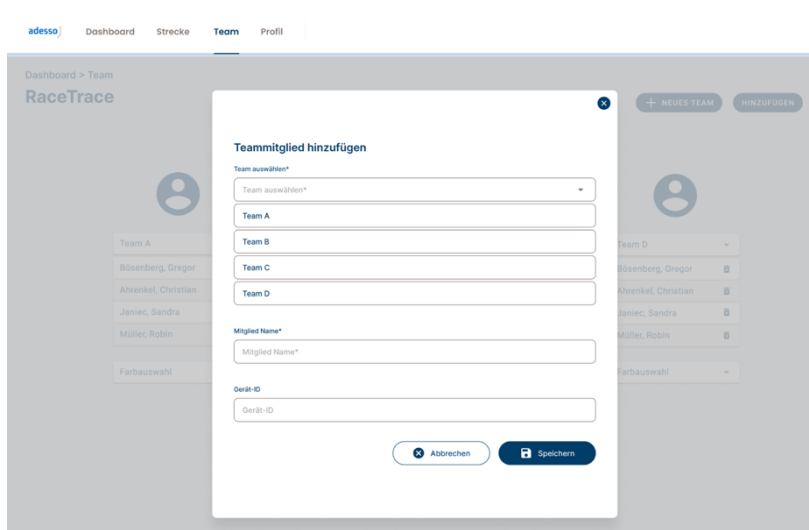 adesso
Dashboard Strecke Team Profil
Dashboard > Team
RaceTrace
NEUES TEAM
HINZUFÜGEN
Team A
Bösenberg, Gregor
Ahrenkel, Christian
Janiec, Sandra
Müller, Robin
Farbauswahl
Teammitglied hinzufügen
Team auswählen*
Team auswählen*
Team A
Team B
Team C
Team D
Mitglied Name*
Mitglied Name*
Gerät-ID
Gerät-ID
Abbrechen
Speichern
Team D
Bösenberg, Gregor
Ahrenkel, Christian
Janiec, Sandra
Müller, Robin
Farbauswahl